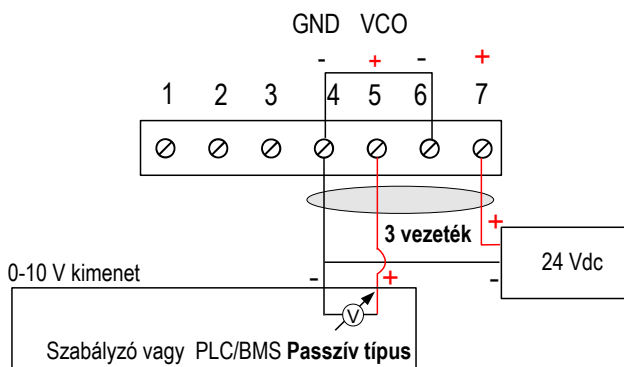 GND VCO
- + - +
1 2 3 4 5 6 7
3 vezeték
+
24 Vdc
-
0-10 V kimenet
- +
V
Szabályzó vagy PLC/BMS Passzív típus